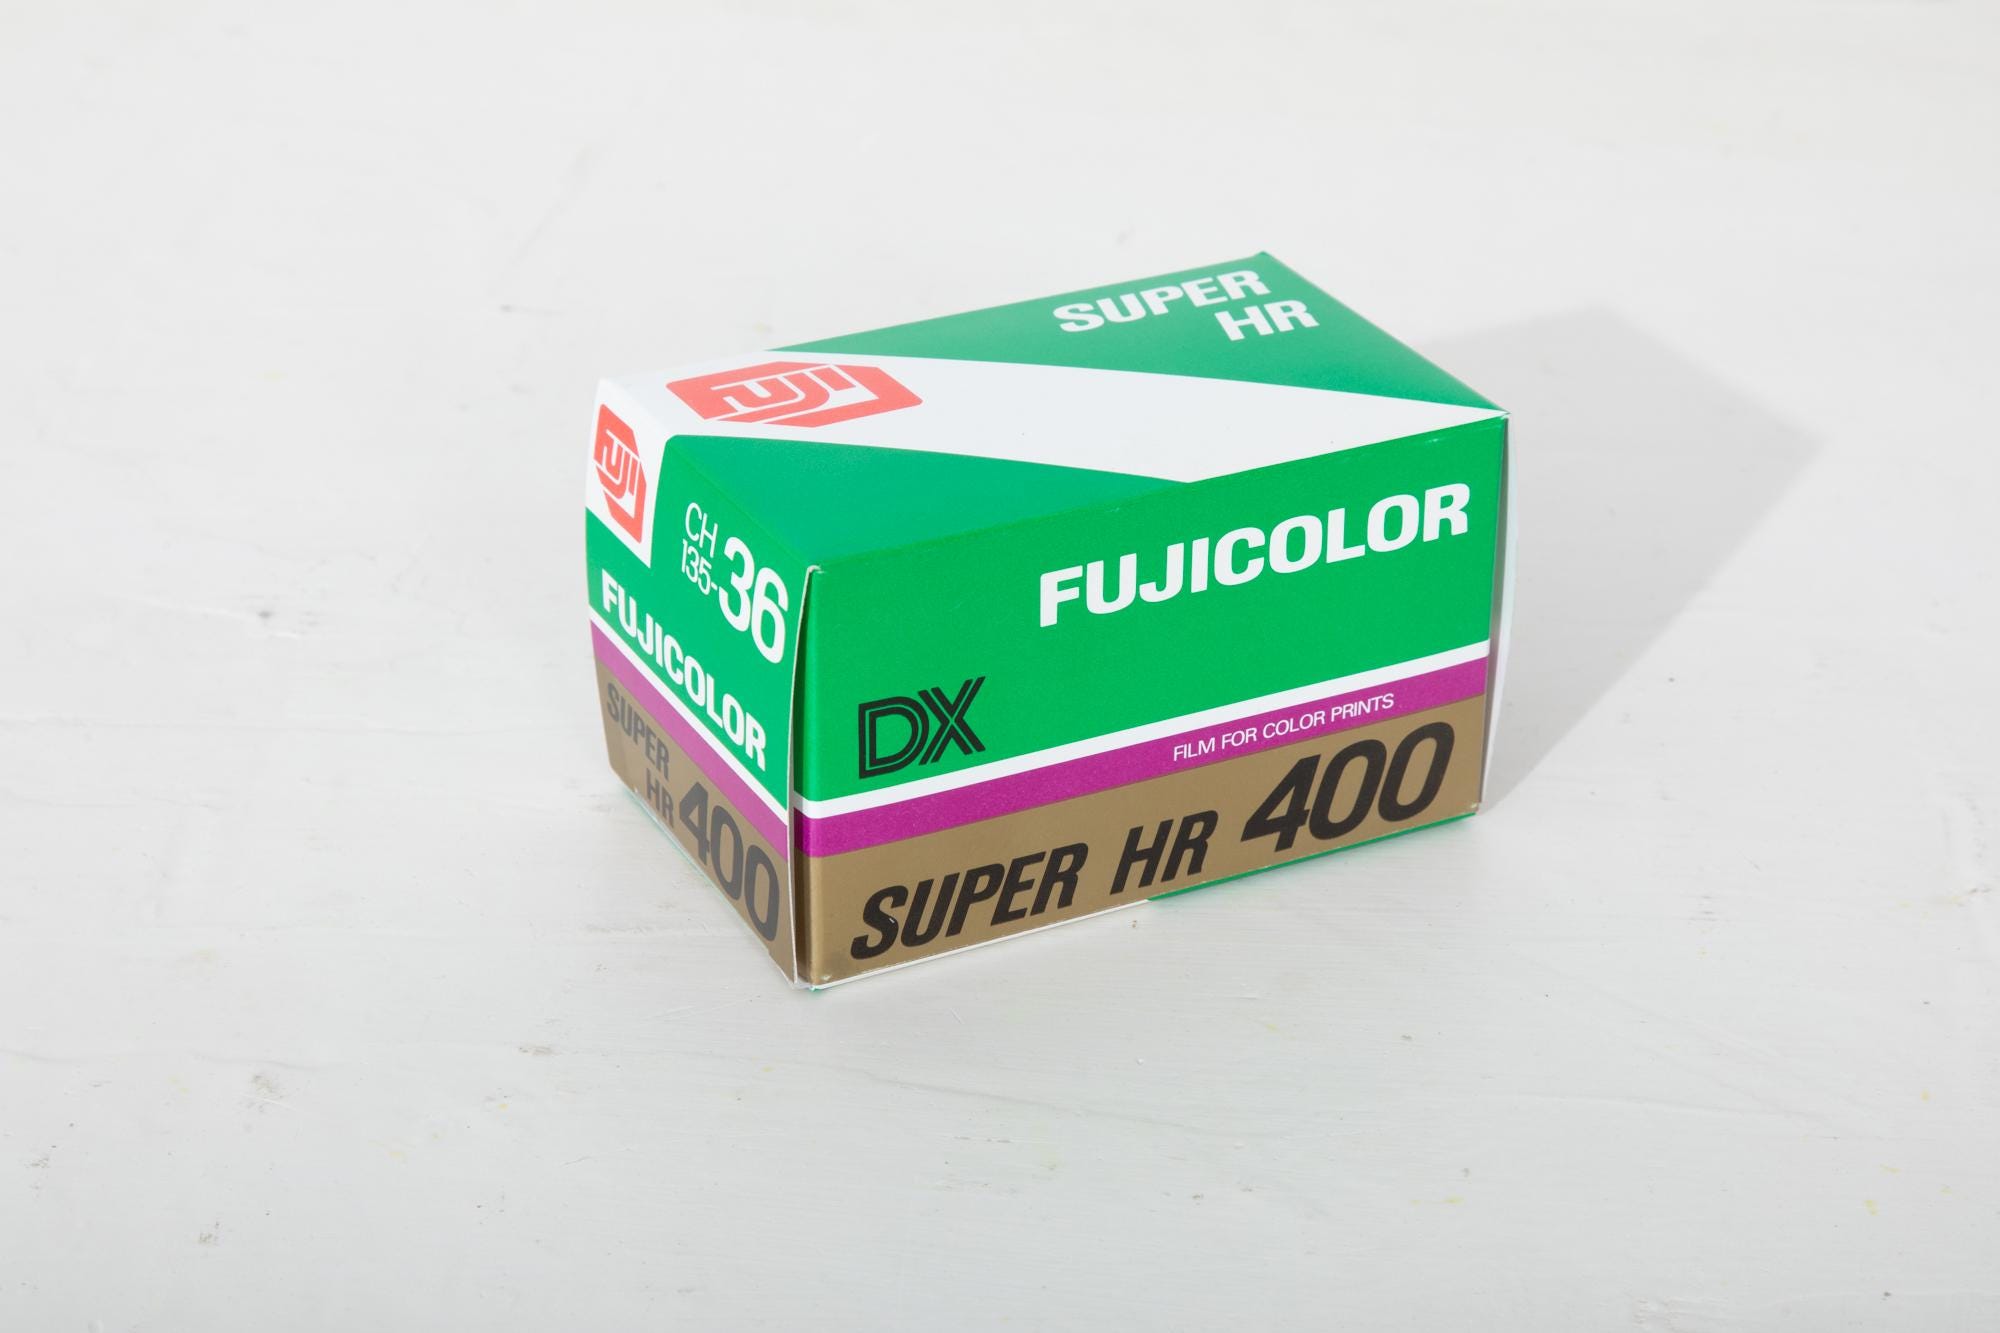 SUPER
HR
FUJI
FUJI
CH
135-36
FUJICOLOR
SUPER
HR 400
FUJICOLOR
DX
FILM FOR COLOR PRINTS
SUPER HR 400